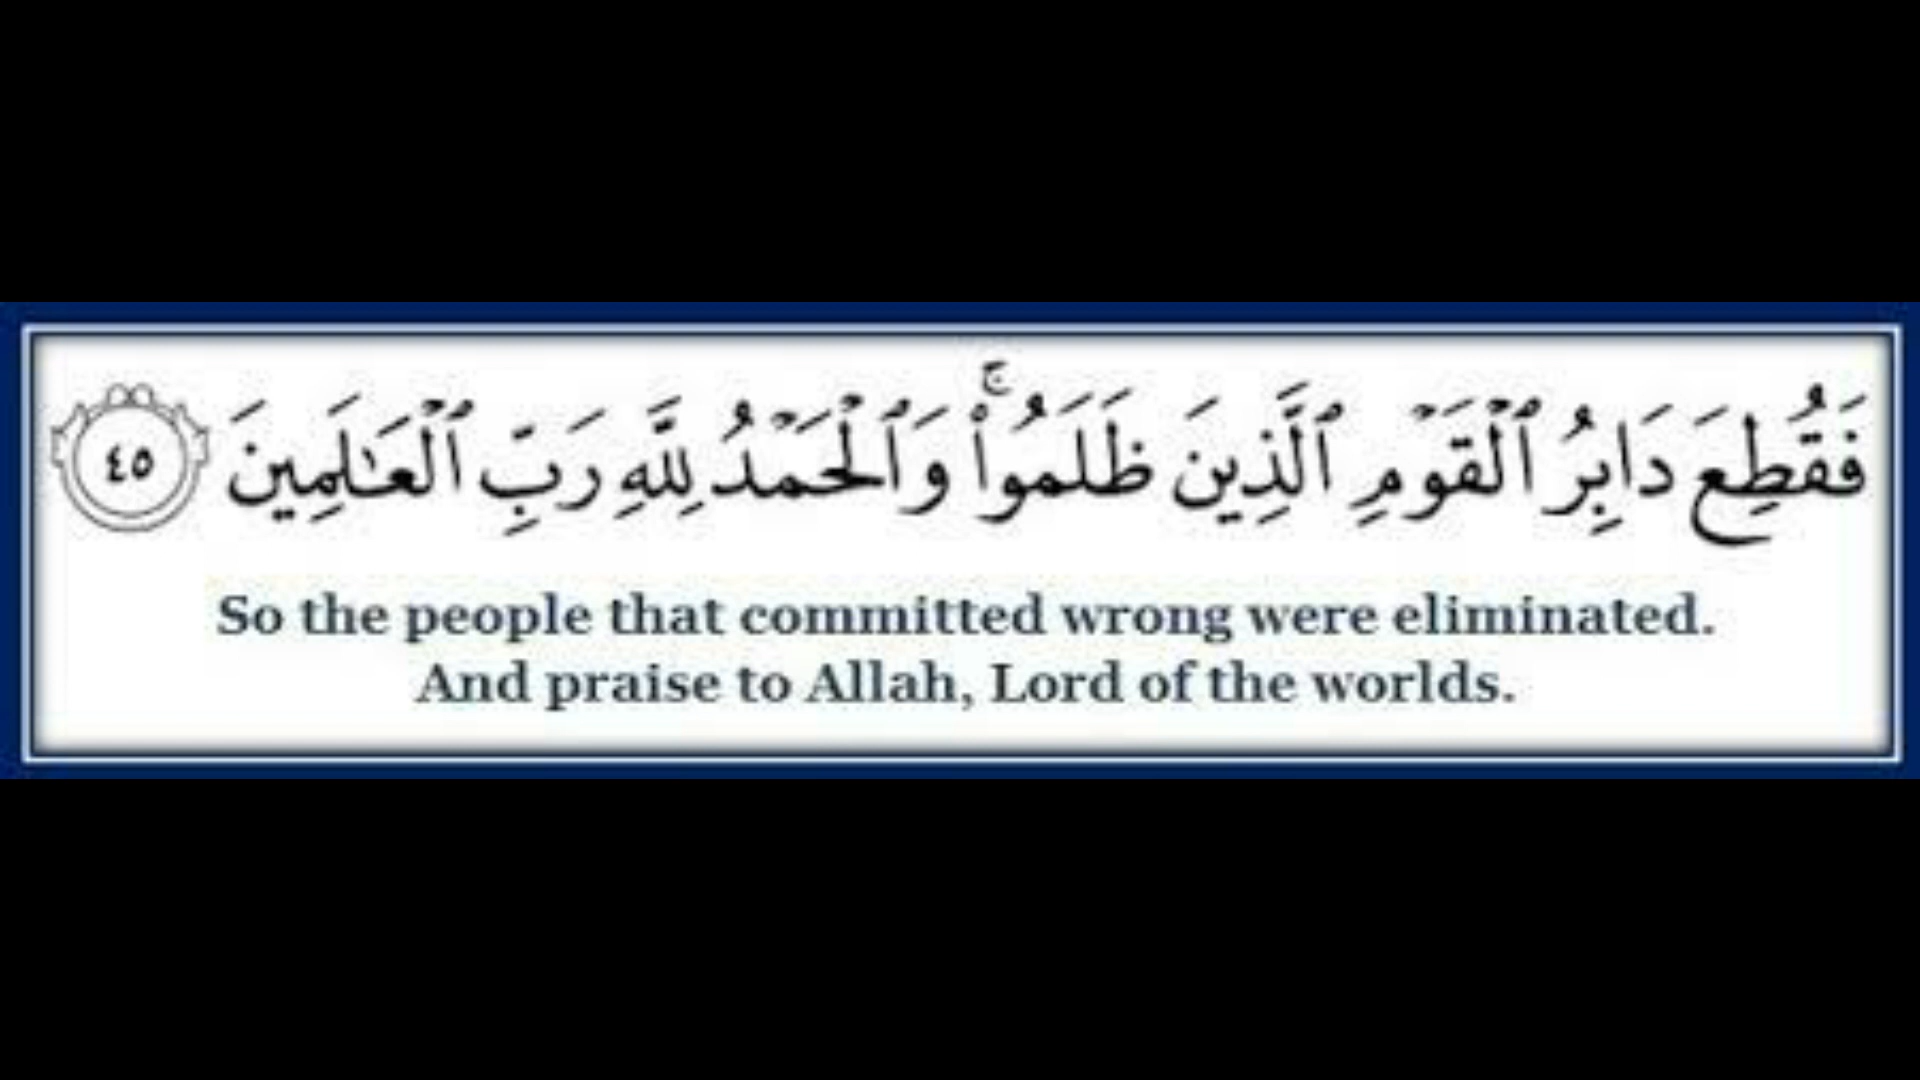 فَقُطِعَ دَابِرُ ٱلْقَوْمِ ٱلَّذِينَ ظَلَمُوا۟ ۚ وَٱلْحَمْدُ لِلَّهِ رَبِّ ٱلْعَـٰلَمِينَ ٤٥
So the people that committed wrong were eliminated.
And praise to Allah, Lord of the worlds.